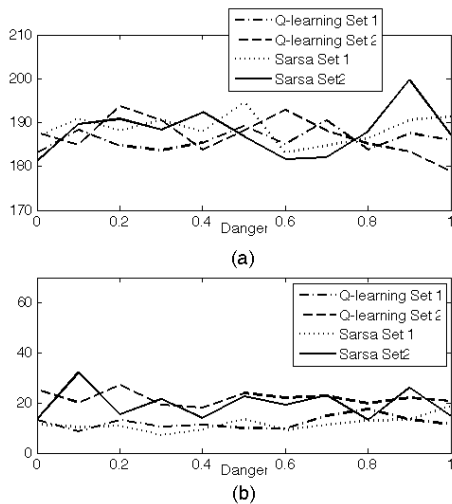 210
200
190
180
170
Q-learning Set 1
Q-learning Set 2
Sarsa Set 1
Sarsa Set2
0 0.2 0.4 0.6 0.8 1
Danger
(a)
60
40
20
0
Q-learning Set 1
Q-learning Set 2
Sarsa Set 1
Sarsa Set2
0 0.2 0.4 0.6 0.8 1
Danger
(b)